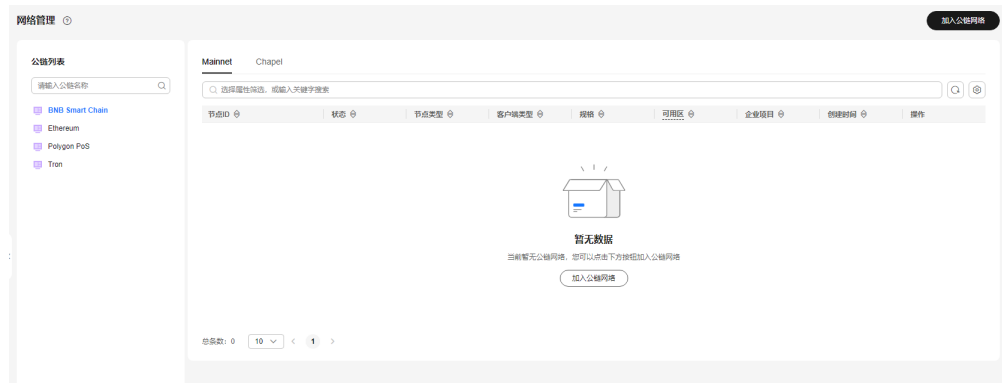 网络管理
加入公链网络
公链列表
请输入公链名称
BNB Smart Chain
Ethereum
Polygon PoS
Tron
Mainnet Chapel
选择属性筛选，或输入关键字搜索
节点ID 状态 节点类型 客户端类型 规格 可用区 企业项目 创建时间 操作
暂无数据
当前暂无公链网络，您可以点击下方按钮加入公链网络
加入公链网络
总条数：0 10 1